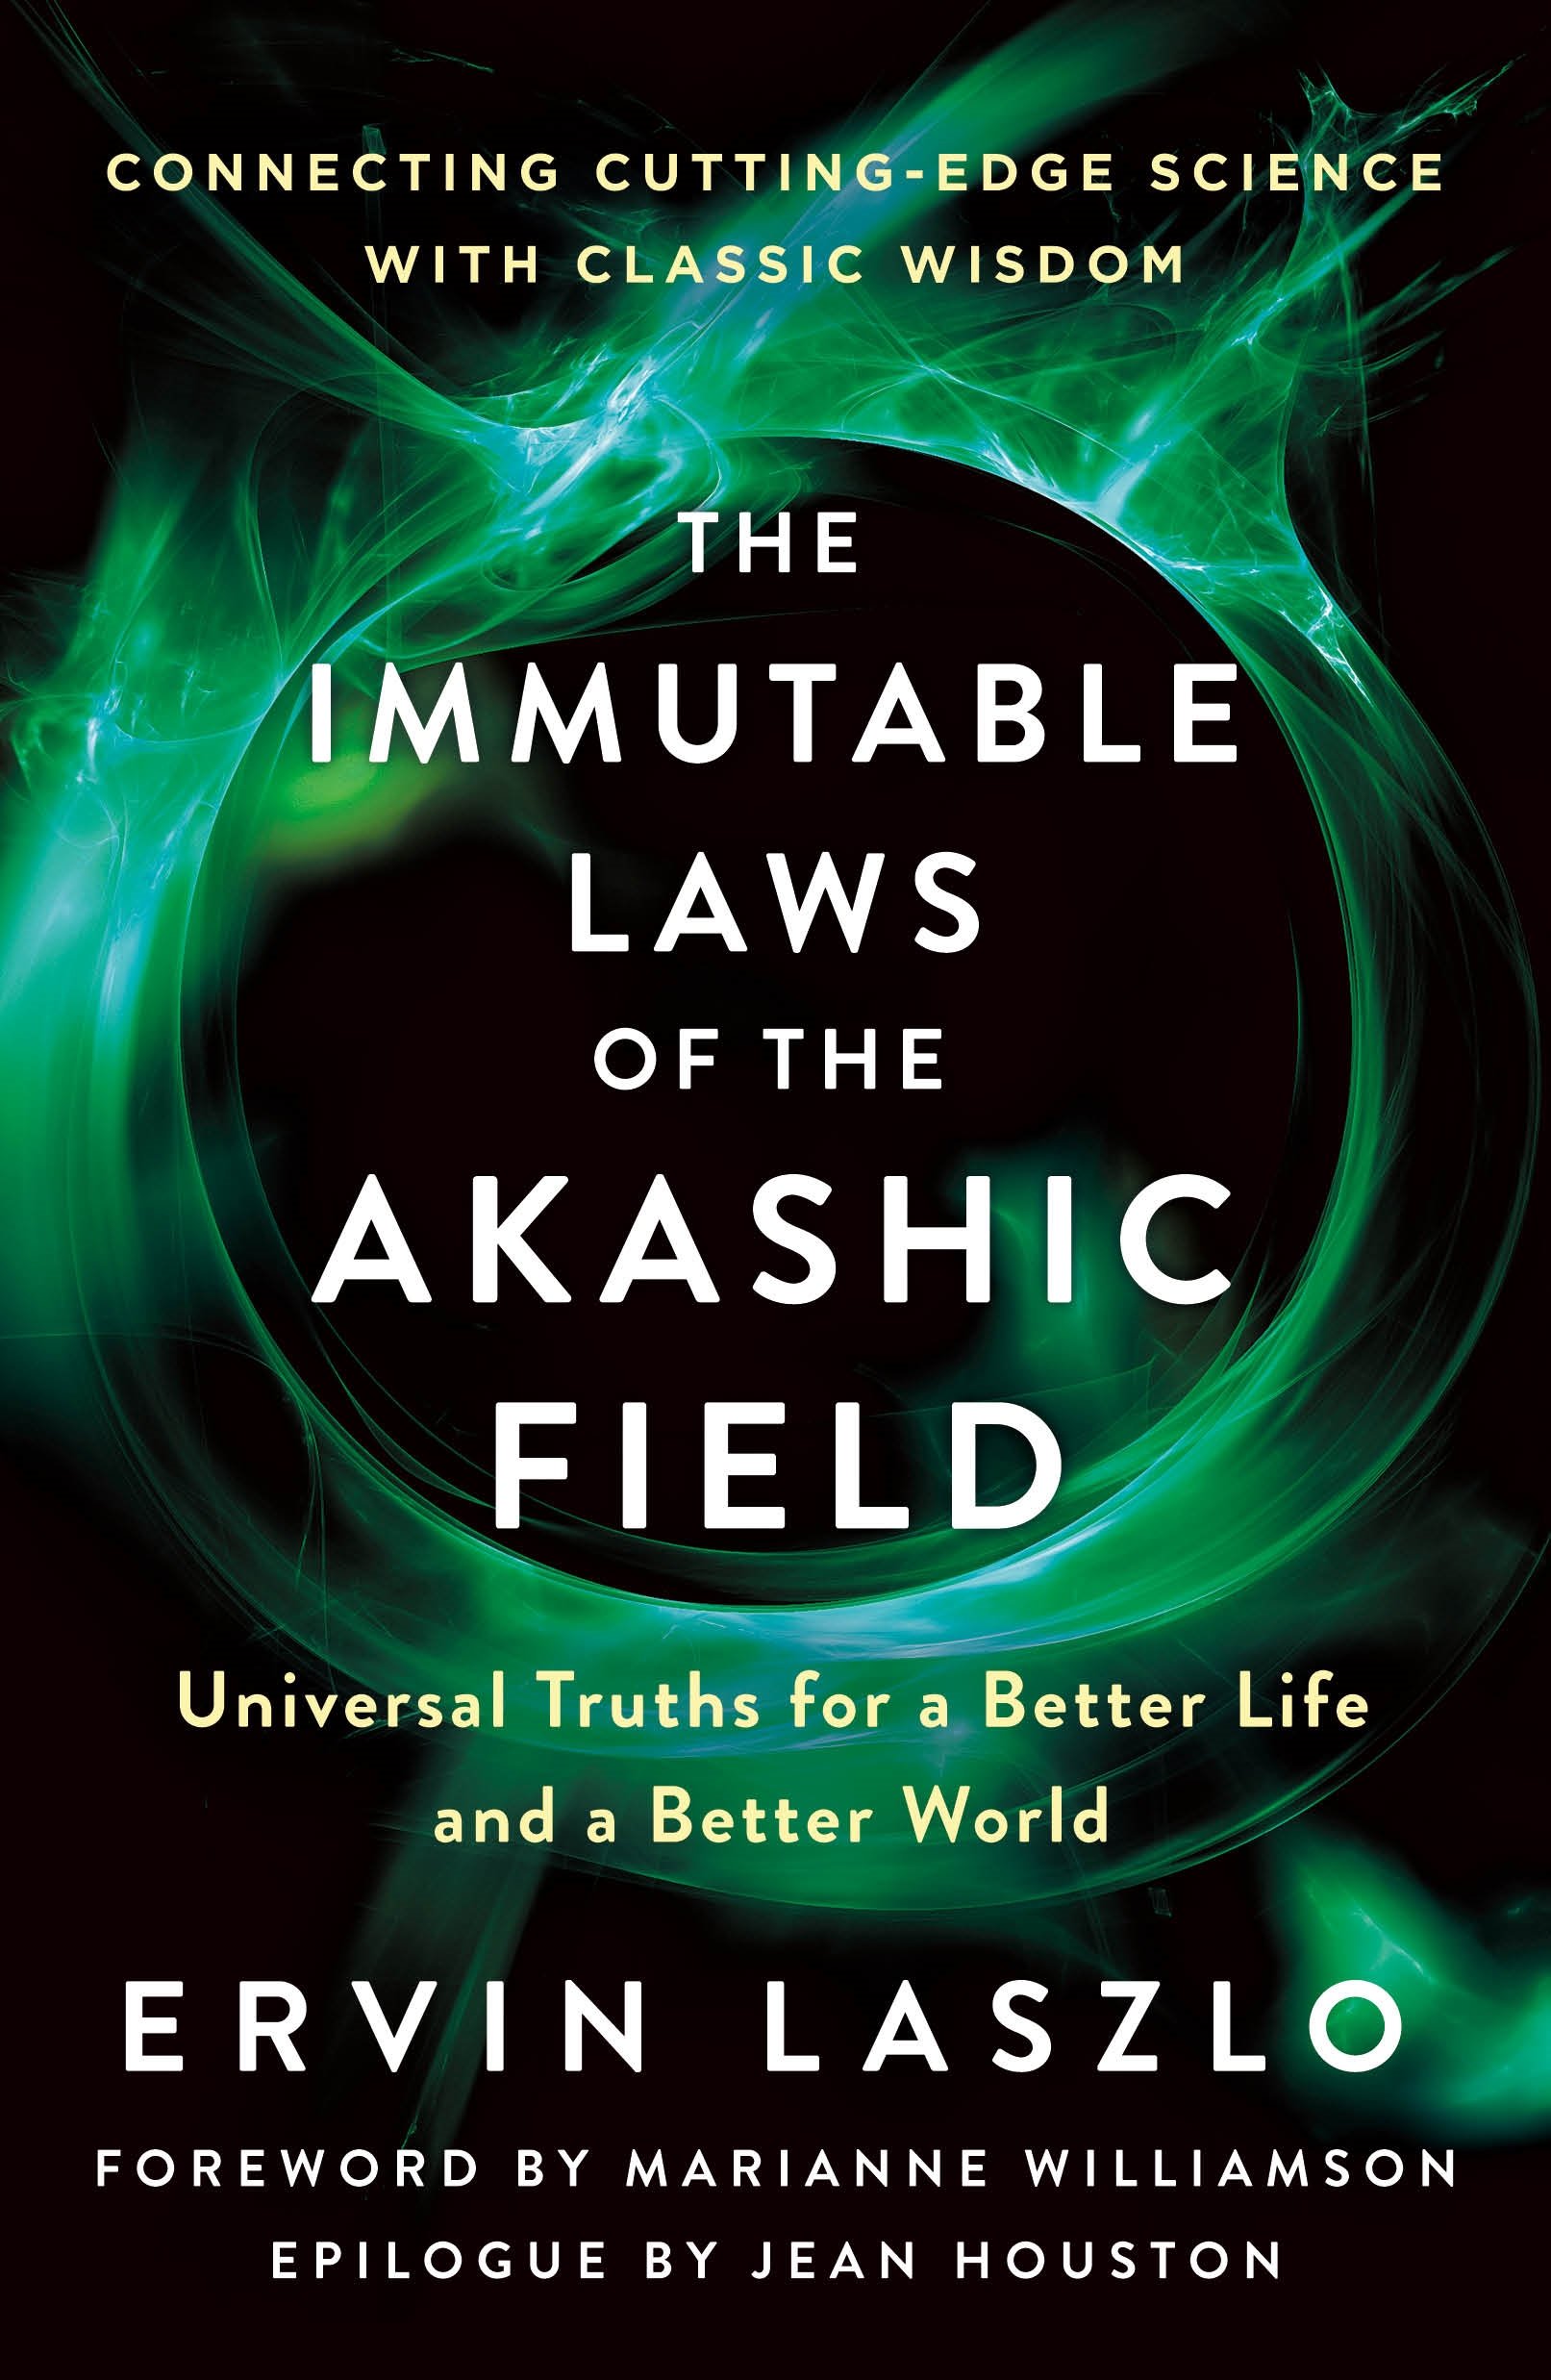 CONNECTING CUTTING-EDGE SCIENCE
WITH CLASSIC WISDOM
THE
IMMUTABLE
LAWS
OF THE
AKASHIC
FIELD
Universal Truths for a Better Life
and a Better World
ERVIN LASZLO
FOREWORD BY MARIANNE WILLIAMSON
EPILOGUE BY JEAN HOUSTON